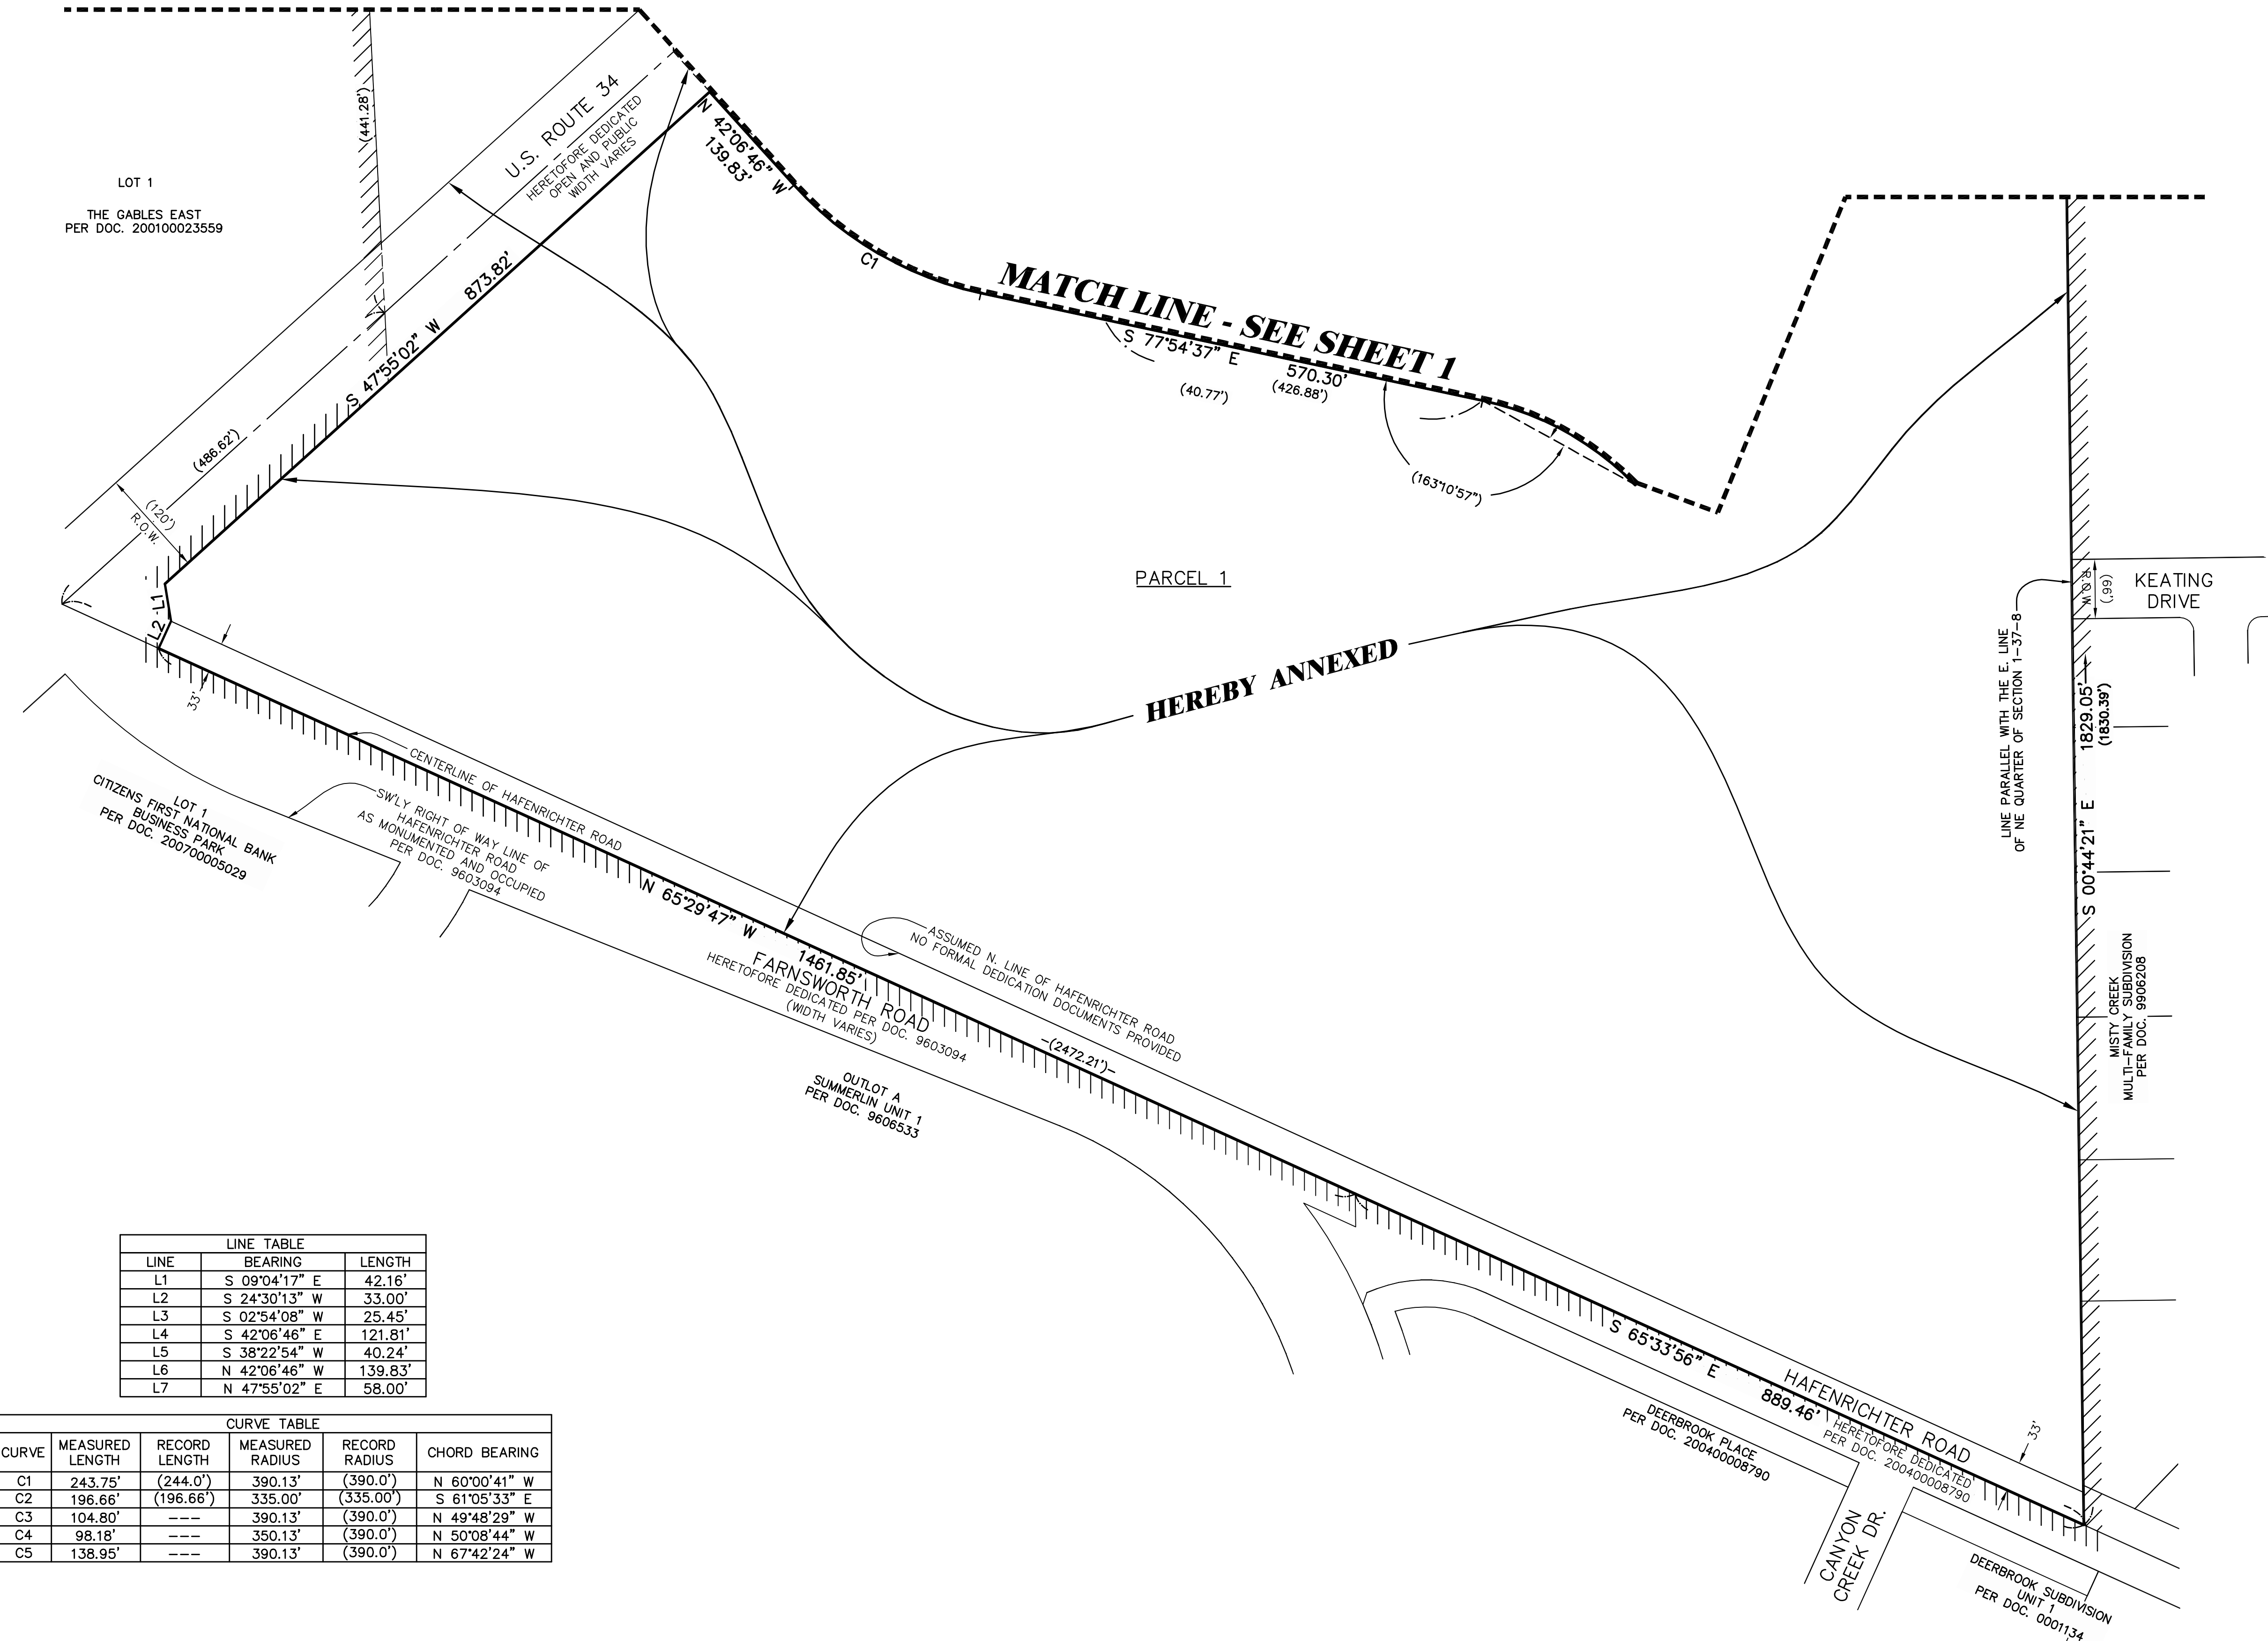 (441.28')
LOT 1
THE GABLES EAST
PER DOC. 200100023559
U.S. ROUTE 34
HERETOFORE DEDICATED
OPEN AND PUBLIC
WIDTH VARIES
N 42°06'46" W
139.83'
C1
873.82'
S 47°55'02" W
(486.62')
(120')
R.O.W.
L1
L2
33'
MATCH LINE - SEE SHEET 1
S 77°54'37" E
570.30'
(40.77')
(426.88')
(163°10'57")
PARCEL 1
HEREBY ANNEXED
KEATING
DRIVE
R.O.W
(66')
LINE PARALLEL WITH THE E. LINE
OF NE QUARTER OF SECTION 1-37-8
S 00°44'21" E
1829.05'
(1830.39')
MISTY CREEK
MULTI-FAMILY SUBDIVISION
PER DOC. 9906208
CENTERLINE OF HAFENRICHTER ROAD
SW'LY RIGHT OF WAY LINE OF
HAFENRICHTER ROAD
AS MONUMENTED AND OCCUPIED
PER DOC. 9603094
LOT 1
CITIZENS FIRST NATIONAL BANK
BUSINESS PARK
PER DOC. 200700005029
N 65°29'47" W
1461.85'
FARNSWORTH ROAD
HERETOFORE DEDICATED PER DOC. 9603094
(WIDTH VARIES)
ASSUMED N. LINE OF HAFENRICHTER ROAD
NO FORMAL DEDICATION DOCUMENTS PROVIDED
-(2472.21')-
OUTLOT A
SUMMERLIN UNIT 1
PER DOC. 9606533
S 65°33'56" E
889.46'
HAFENRICHTER ROAD
HERETOFORE DEDICATED
PER DOC. 200400008790
33'
DEERBROOK PLACE
PER DOC. 200400008790
CANYON
CREEK DR.
DEERBROOK SUBDIVISION
UNIT 1
PER DOC. 0001134
LINE TABLE
LINE BEARING LENGTH
L1 S 09°04'17" E 42.16'
L2 S 24°30'13" W 33.00'
L3 S 02°54'08" W 25.45'
L4 S 42°06'46" E 121.81'
L5 S 38°22'54" W 40.24'
L6 N 42°06'46" W 139.83'
L7 N 47°55'02" E 58.00'
CURVE TABLE
CURVE MEASURED LENGTH RECORD LENGTH MEASURED RADIUS RECORD RADIUS CHORD BEARING
C1 243.75' (244.0') 390.13' (390.0') N 60°00'41" W
C2 196.66' (196.66') 335.00' (335.00') S 61°05'33" E
C3 104.80' --- 390.13' (390.0') N 49°48'29" W
C4 98.18' --- 350.13' (390.0') N 50°08'44" W
C5 138.95' --- 390.13' (390.0') N 67°42'24" W